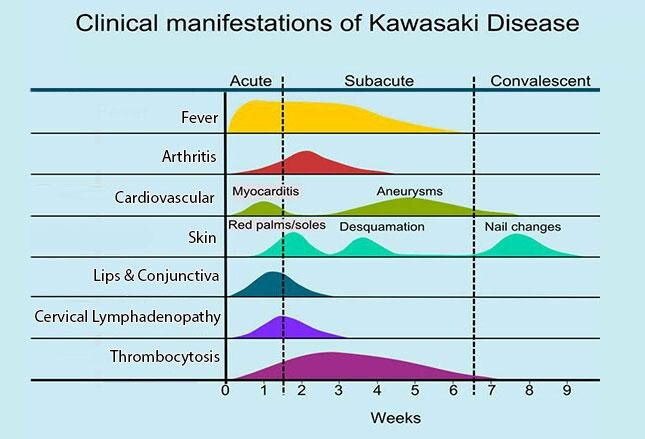 Clinical manifestations of Kawasaki Disease
Acute Subacute Convalescent
Fever
Arthritis
Cardiovascular Myocarditis Aneurysms
Skin Red palms/soles Desquamation Nail changes
Lips & Conjunctiva
Cervical Lymphadenopathy
Thrombocytosis
0 1 2 3 4 5 6 7 8 9
Weeks